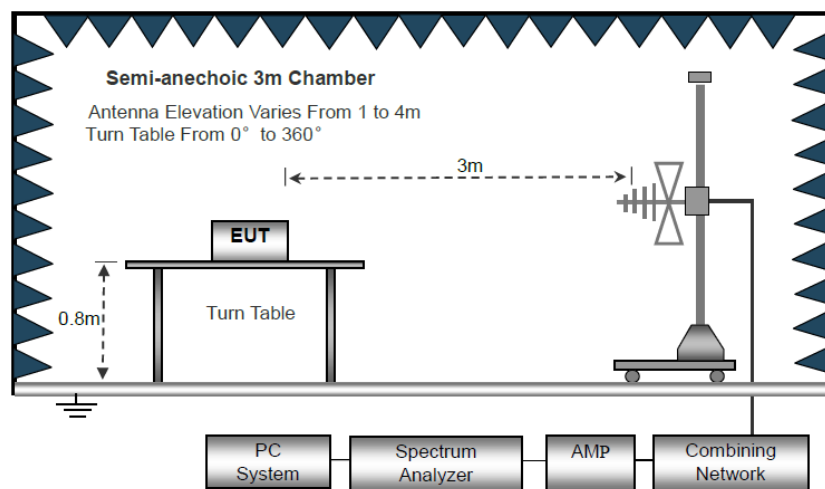 Semi-anechoic 3m Chamber
Antenna Elevation Varies From 1 to 4m
Turn Table From 0° to 360°
3m
EUT
0.8m
Turn Table
PC
System
Spectrum
Analyzer
AMP
Combining
Network